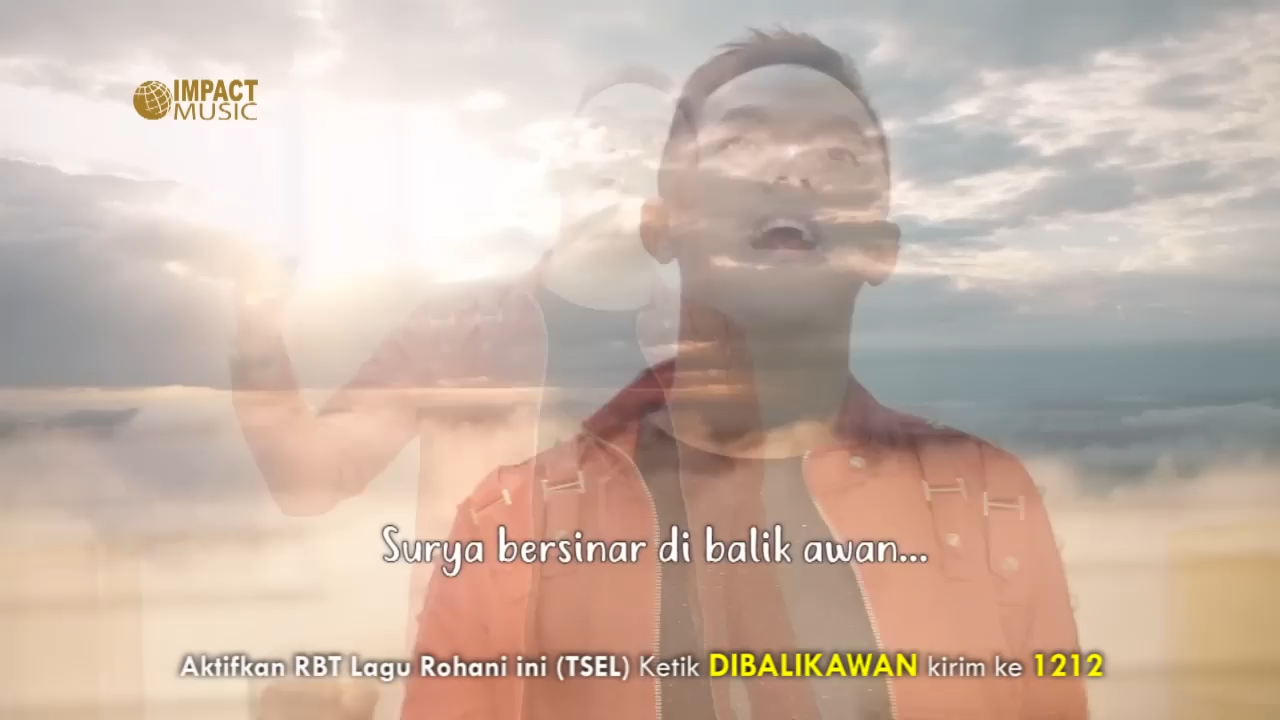 IMPACT
MUSIC
Surya bersinar di balik awan...
Aktifkan RBT Lagu Rohani ini (TSEL) Ketik DIBALIKAWAN kirim ke 1212